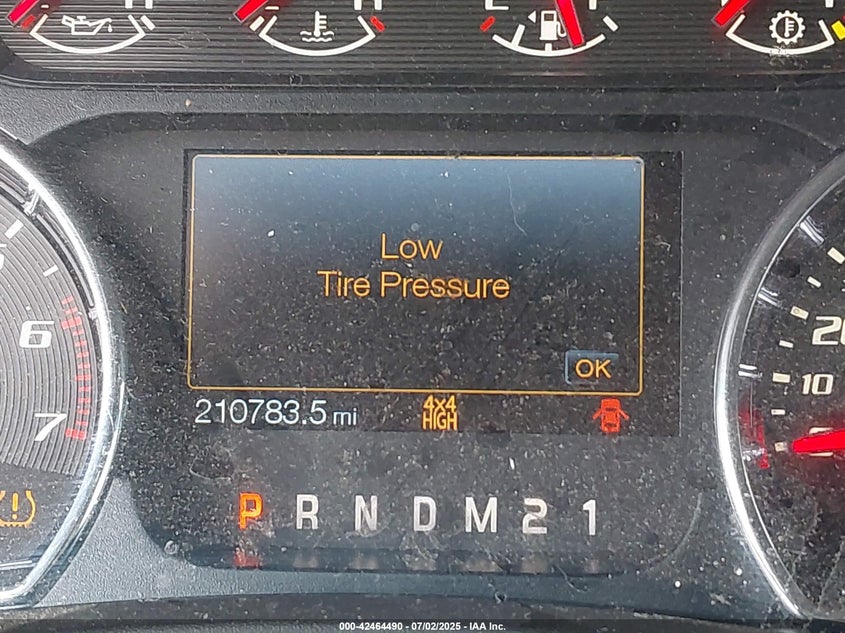 Low
Tire Pressure
OK
210783.5 mi
4x4
HIGH
6
7
20
10
P R N D M 2 1
000-42464490 - 07/02/2025 - IAA Inc.